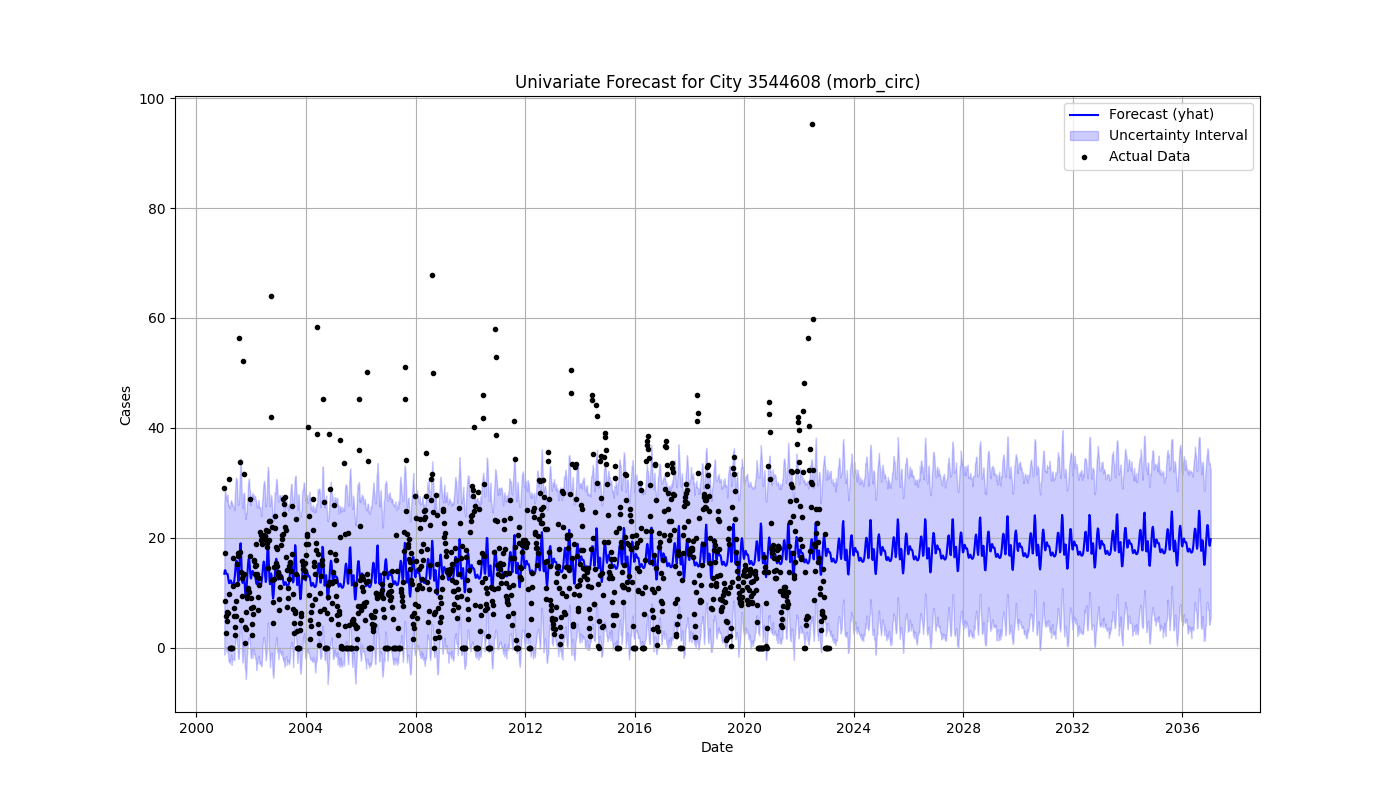 Univariate Forecast for City 3544608 (morb_circ)
Forecast (yhat)
Uncertainty Interval
Actual Data
100
80
60
40
20
0
Cases
2000 2004 2008 2012 2016 2020 2024 2028 2032 2036
Date